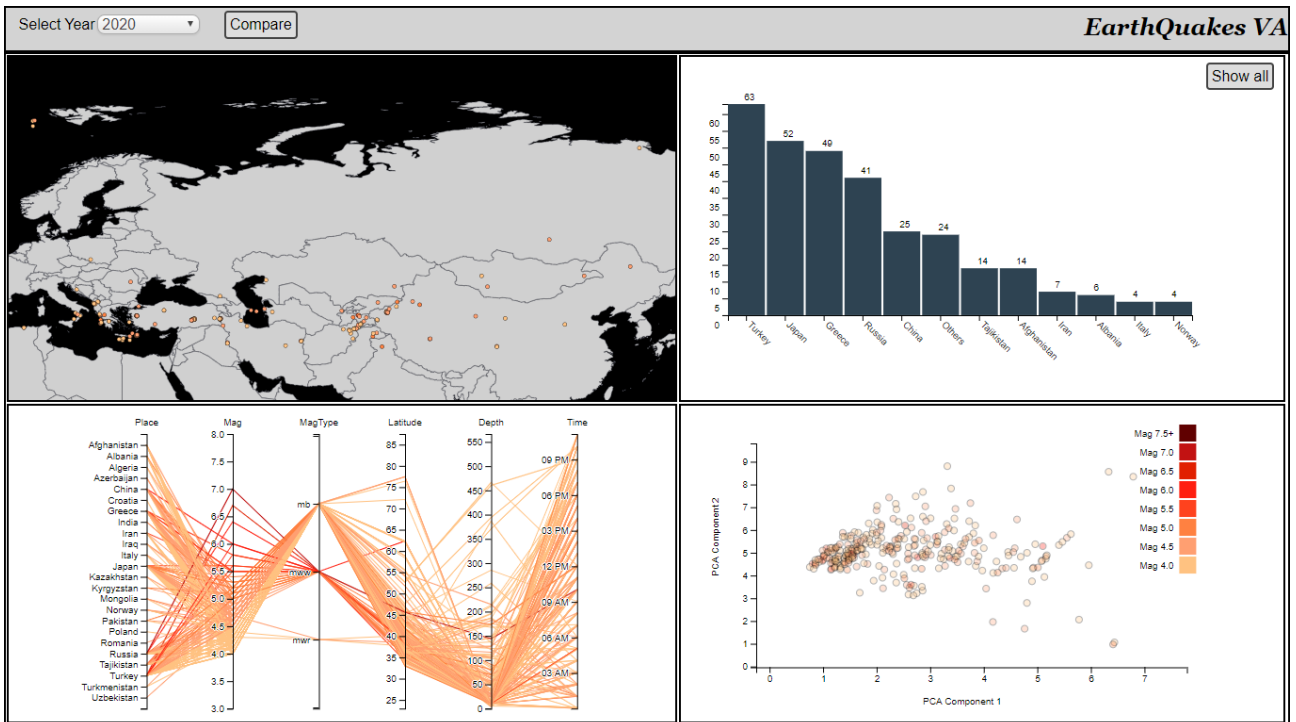 Select Year 2020 Compare EarthQuakes VA
Show all
63
52
49
41
25
24
14
14
7
6
4
4
60
55
50
45
40
35
30
25
20
15
10
5
0
Turkey
Japan
Greece
Russia
China
Others
Tajikistan
Afghanistan
Iran
Albania
Italy
Norway
Place Mag MagType Latitude Depth Time
Afghanistan
Albania
Algeria
Azerbaijan
China
Croatia
Greece
India
Iran
Iraq
Italy
Japan
Kazakhstan
Kyrgyzstan
Mongolia
Norway
Pakistan
Poland
Romania
Russia
Tajikistan
Turkey
Turkmenistan
Uzbekistan
8.0
7.5
7.0
6.5
6.0
5.5
5.0
4.5
4.0
3.5
3.0
mb
mww
mwr
85
80
75
70
65
60
55
50
45
40
35
30
25
550
500
450
400
350
300
250
200
150
100
50
0
09 PM
06 PM
03 PM
12 PM
09 AM
06 AM
03 AM
Mag 7.5+
Mag 7.0
Mag 6.5
Mag 6.0
Mag 5.5
Mag 5.0
Mag 4.5
Mag 4.0
PCA Component2
9
8
7
6
5
4
3
2
1
0
0 1 2 3 4 5 6 7
PCA Component 1